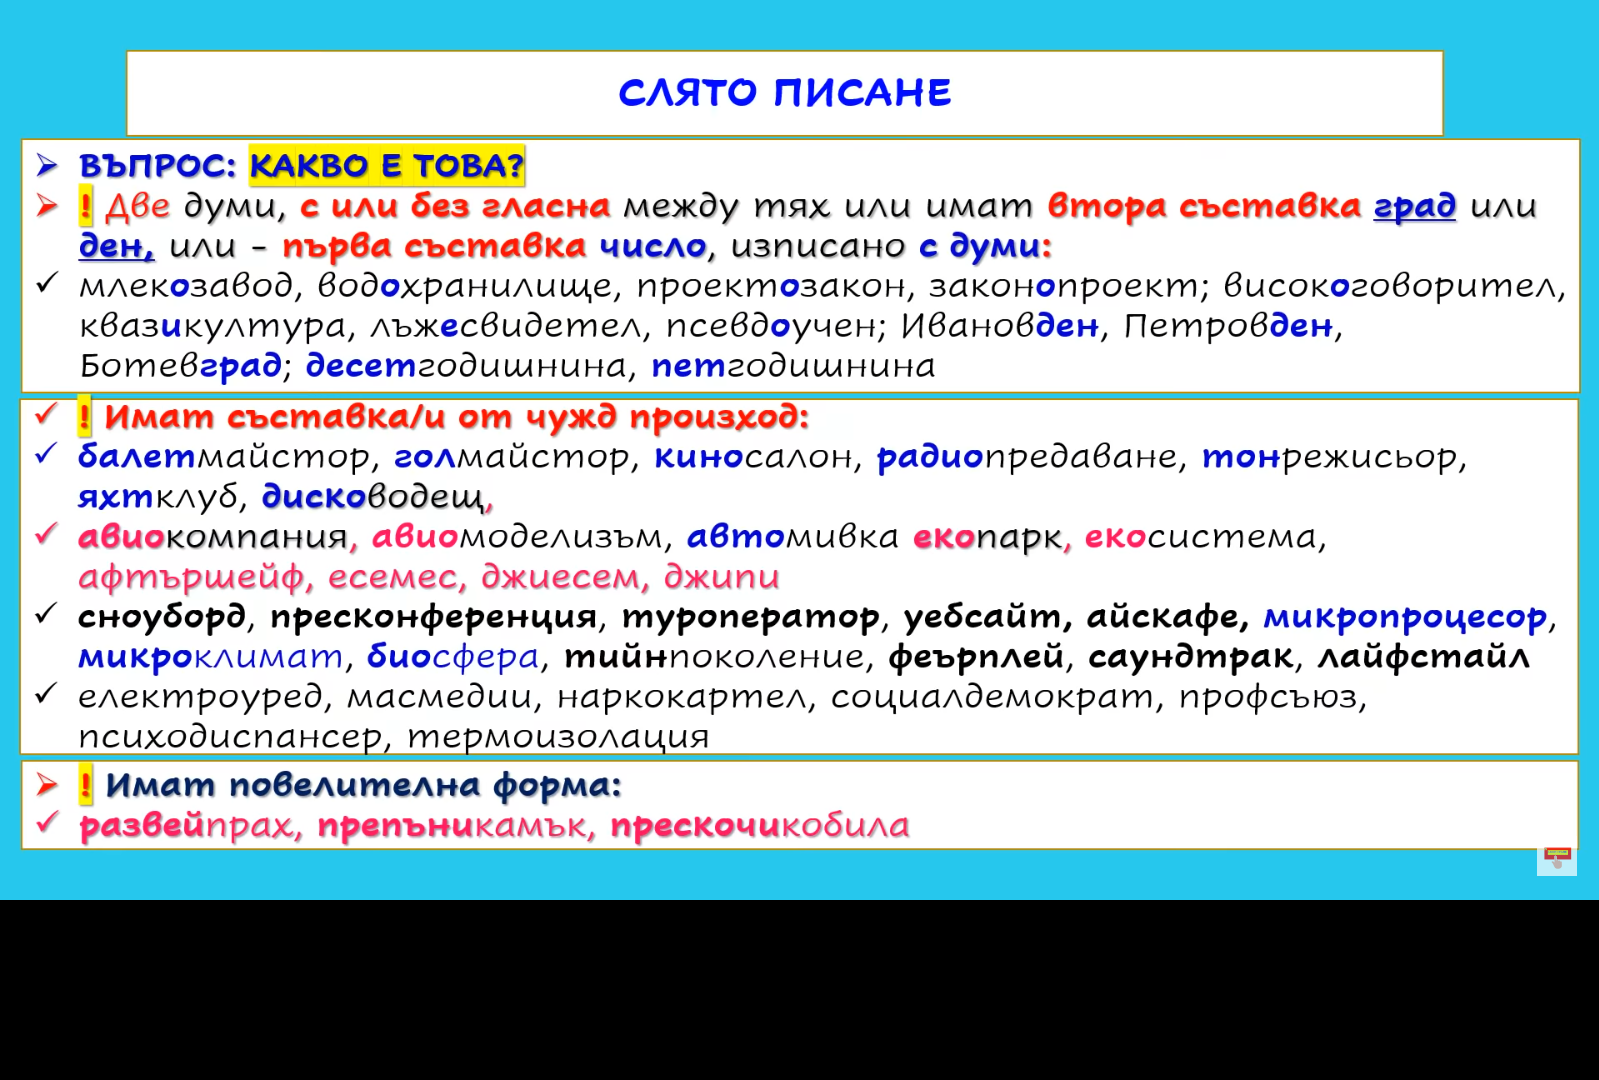 СЛЯТО ПИСАНЕ
➢ ВЪПРОС: КАКВО Е ТОВА?
➢ ! Две думи, с или без гласна между тях или имат втора съставка град или
ден, или - първа съставка число, изписано с думи:
✓ млекозавод, водохранилище, проектозакон, законопроект; високоговорител,
квазикултура, лъжесвидетел, псевдоучен; Ивановден, Петровден,
Ботевград; десетгодишнина, петгодишнина
✓ ! Имат съставка/и от чужд произход:
✓ балетмайстор, голмайстор, киносалон, радиопредаване, тонрежисьор,
яхтклуб, дисководещ,
✓ авиокомпания, авиомоделизъм, автомивка екопарк, екосистема,
афтършейф, есемес, джиесем, джипи
✓ сноуборд, пресконференция, туроператор, уебсайт, айскафе, микропроцесор,
микроклимат, биосфера, тийнпоколение, феърплей, саундтрак, лайфстайл
✓ електроуред, масмедии, наркокартел, социалдемократ, профсъюз,
психодиспансер, термоизолация
➢ ! Имат повелителна форма:
✓ развейпрах, препъникамък, прескочикобила